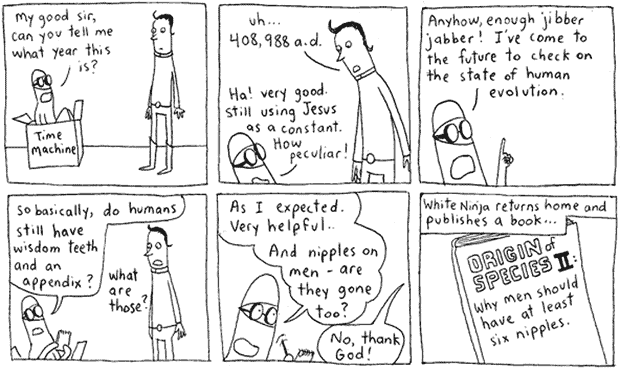 My good sir,
can you tell me
what year this
is?
Time
Machine
uh...
408,988 a.d.
Ha! very good.
still using Jesus
as a constant.
How
peculiar!
Anyhow, enough jibber
jabber! I've come to
the future to check on
the state of human
evolution.
so basically, do humans
still have
wisdom teeth
and an
appendix?
what
are
those?
As I expected.
Very helpful..
And nipples on
men - are
they gone
too?
No, thank
God!
White Ninja returns home and
publishes a book...
ORIGIN of
SPECIES II:
why men should
have at least
six nipples.